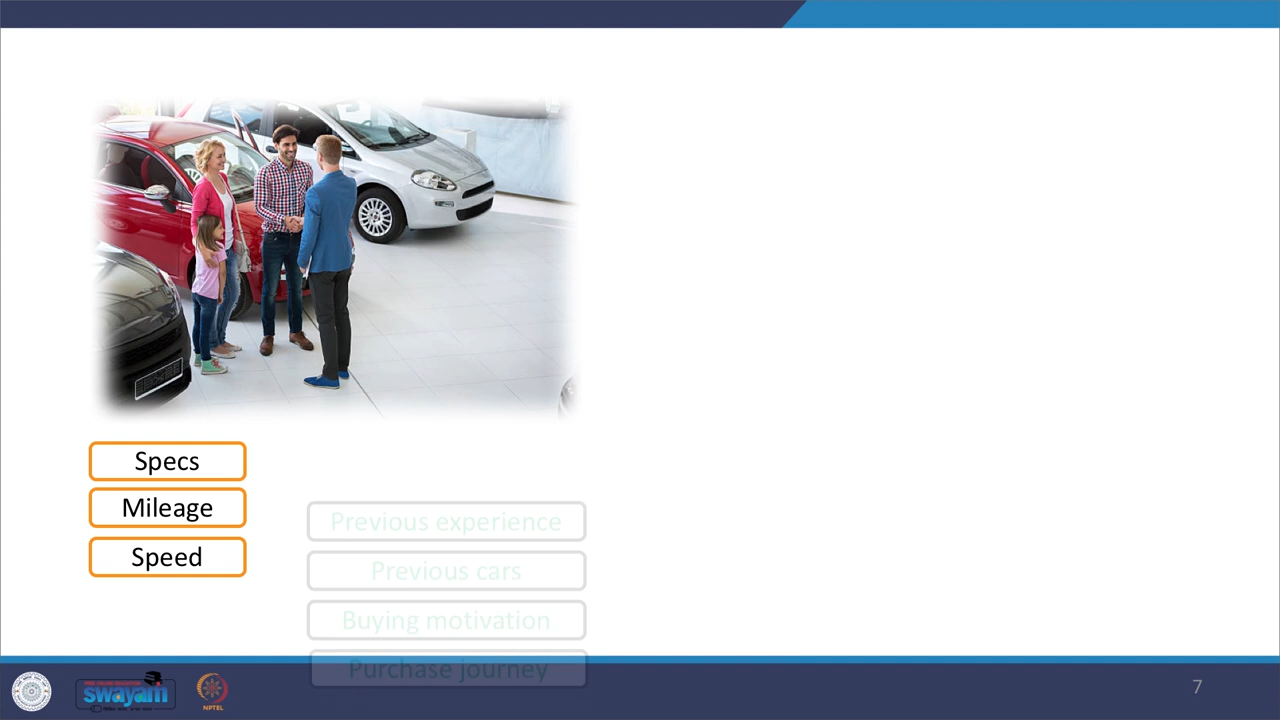 Specs
Mileage
Speed
Previous experience
Previous cars
Buying motivation
Purchase journey
swayam
NPTEL
7